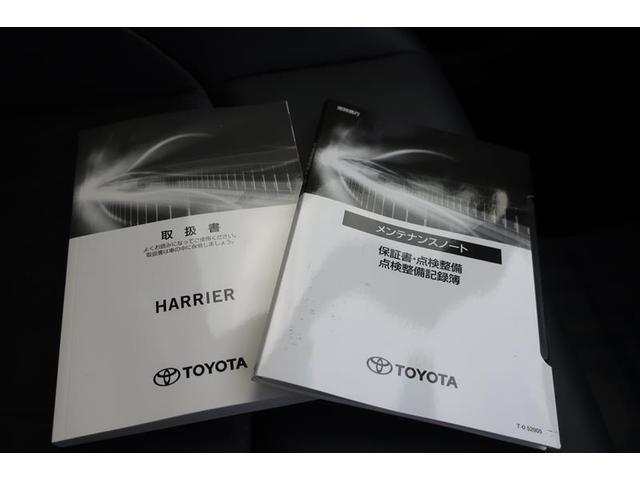 取扱書
よくお読みになってご使用ください。
取扱書は車の中に保管しましょう。
HARRIER
TOYOTA
メンテナンスノート
保証書・点検整備
点検整備記録簿
TOYOTA
T-0 52005